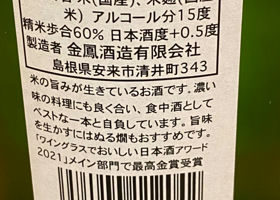 米(国産)、米麹(国産
米) アルコール分15度
精米歩合60% 日本酒度+0.5度
製造者 金鳳酒造有限会社
島根県安来市清井町343
米の旨みが生きているお酒です。濃い
味の料理にも良く合い、食中酒として
ベストな一本と自負しています。旨味
を生かすにはぬる燗もおすすめです。
「ワイングラスでおいしい日本酒アワード
2021」メイン部門で最高金賞受賞